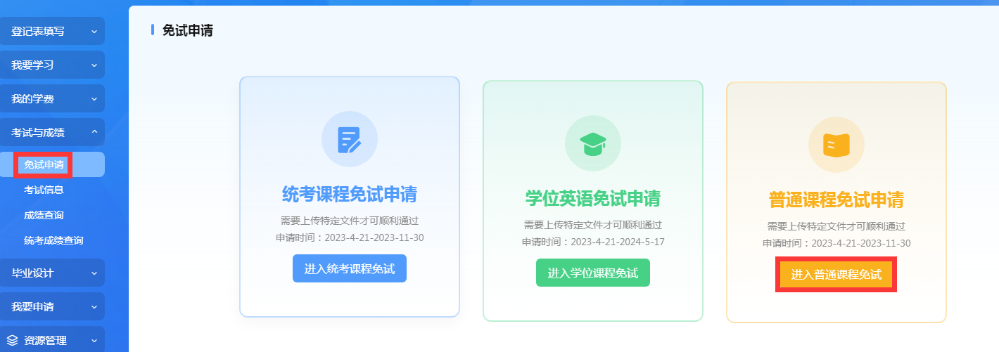 登记表填写
我要学习
我的学费
考试与成绩
免试申请
考试信息
成绩查询
统考成绩查询
毕业设计
我要申请
资源管理
免试申请
统考课程免试申请
需要上传特定文件才可顺利通过
申请时间：2023-4-21-2023-11-30
进入统考课程免试
学位英语免试申请
需要上传特定文件才可顺利通过
申请时间：2023-4-21-2024-5-17
进入学位课程免试
普通课程免试申请
需要上传特定文件才可顺利通过
申请时间：2023-4-21-2023-11-30
进入普通课程免试